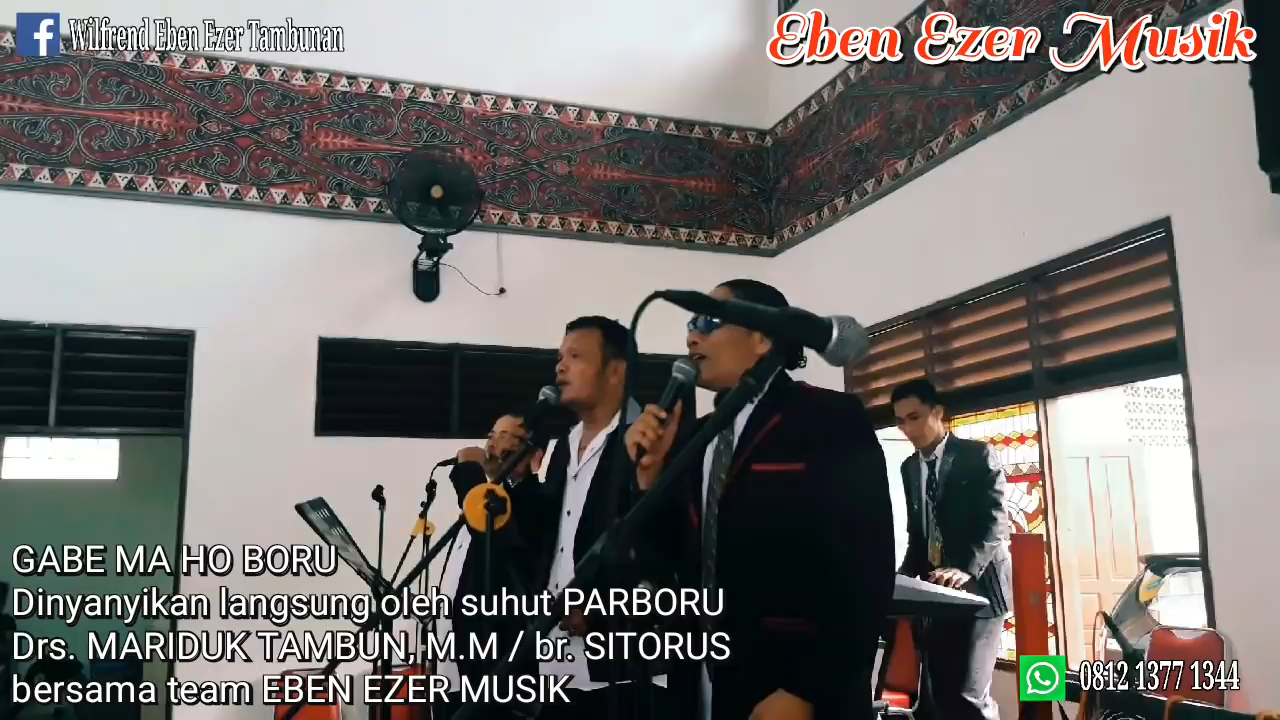 Wilfrend Eben Ezer Tambunan
Eben Ezer Musik
GABE MA HO BORU
Dinyanyikan langsung oleh suhut PARBORU
Drs. MARIDUK TAMBUN, M.M / br. SITORUS
bersama team EBEN EZER MUSIK
0812 1377 1344